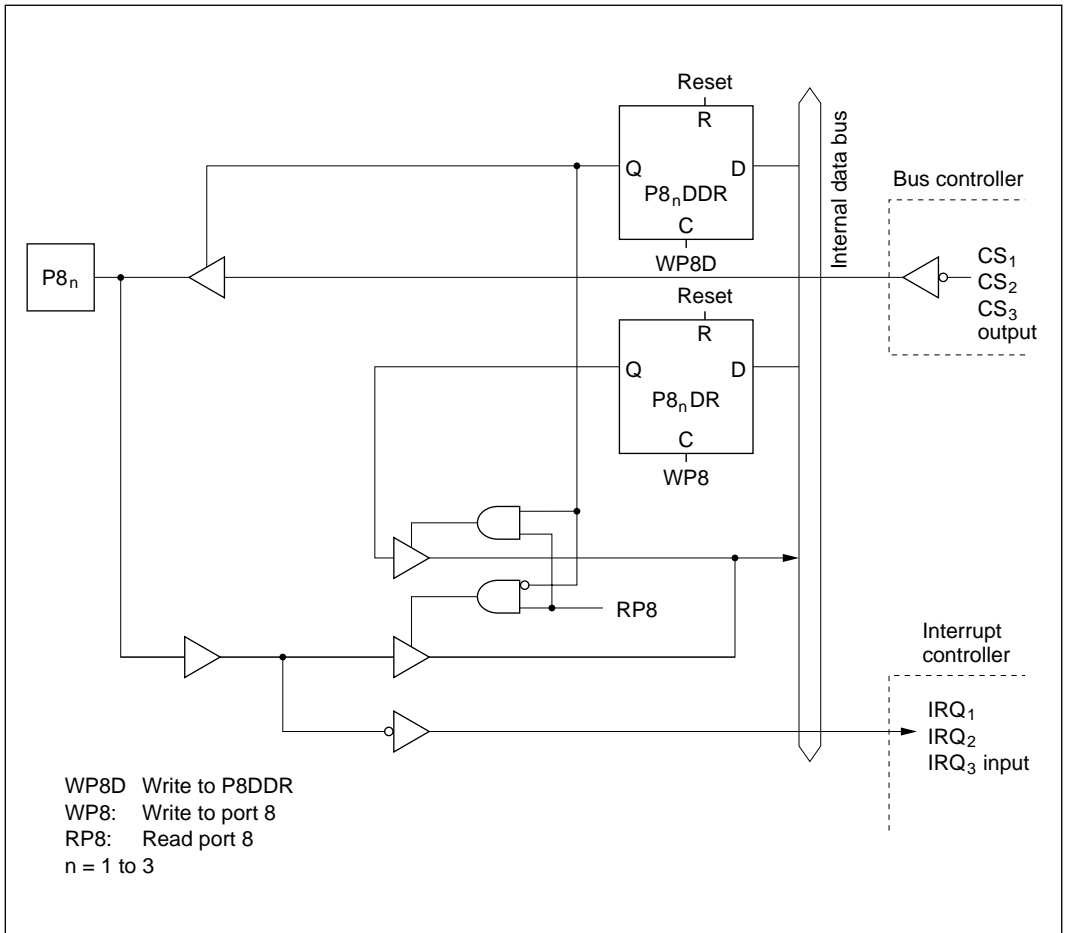 Reset
R
Q
D
P8nDDR
C
WP8D
Internal data bus
Bus controller
CS1
CS2
CS3
output
P8n
Reset
R
Q
D
P8nDR
C
WP8
RP8
Interrupt
controller
IRQ1
IRQ2
IRQ3 input
WP8D Write to P8DDR
WP8: Write to port 8
RP8: Read port 8
n = 1 to 3